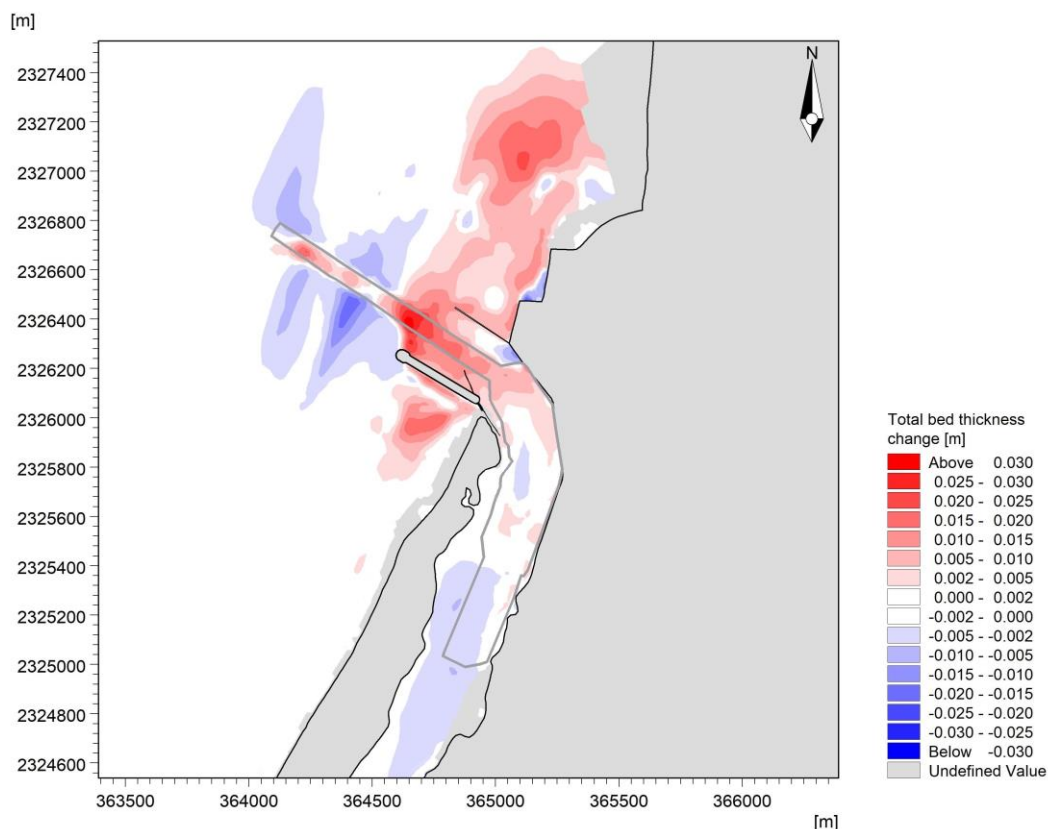 [m]
N
2327400
2327200
2327000
2326800
2326600
2326400
2326200
2326000
2325800
2325600
2325400
2325200
2325000
2324800
2324600
363500 364000 364500 365000 365500 366000
[m]
Total bed thickness
change [m]
Above 0.030
0.025 - 0.030
0.020 - 0.025
0.015 - 0.020
0.010 - 0.015
0.005 - 0.010
0.002 - 0.005
0.000 - 0.002
-0.002 - 0.000
-0.005 - -0.002
-0.010 - -0.005
-0.015 - -0.010
-0.020 - -0.015
-0.025 - -0.020
-0.030 - -0.025
Below -0.030
Undefined Value